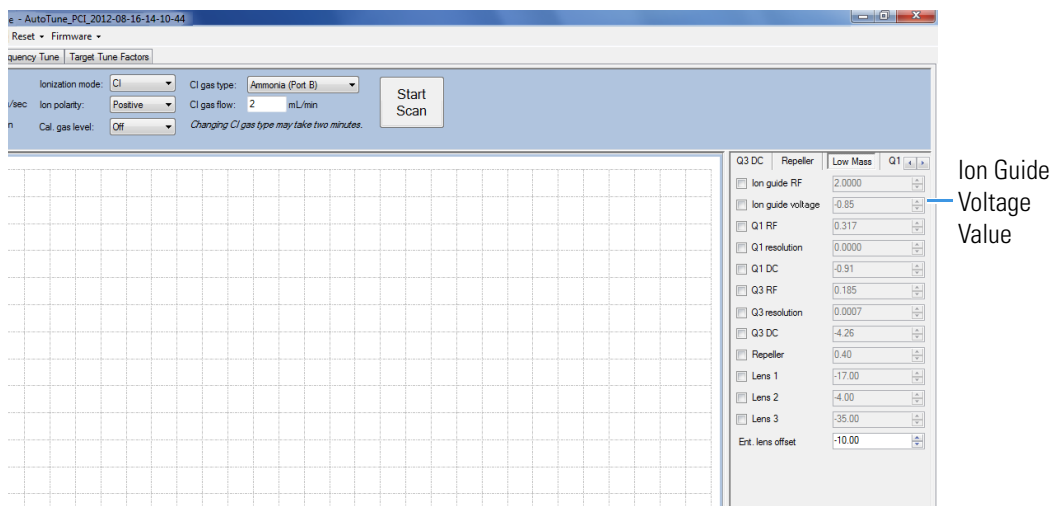 e - AutoTune_PCI_2012-08-16-14-10-44
Reset Firmware
quency Tune Target Tune Factors
Ionization mode: CI CI gas type: Ammonia (Port B)
Start Scan
/sec Ion polarity: Positive CI gas flow: 2 mL/min
n Cal. gas level: Off Changing CI gas type may take two minutes.
Q3 DC Repeller Low Mass Q1
Ion guide RF 2.0000
Ion guide voltage -0.85
Q1 RF 0.317
Q1 resolution 0.0000
Q1 DC -0.91
Q3 RF 0.185
Q3 resolution 0.0007
Q3 DC -4.26
Repeller 0.40
Lens 1 -17.00
Lens 2 -4.00
Lens 3 -35.00
Ent. lens offset -10.00
Ion Guide
Voltage
Value